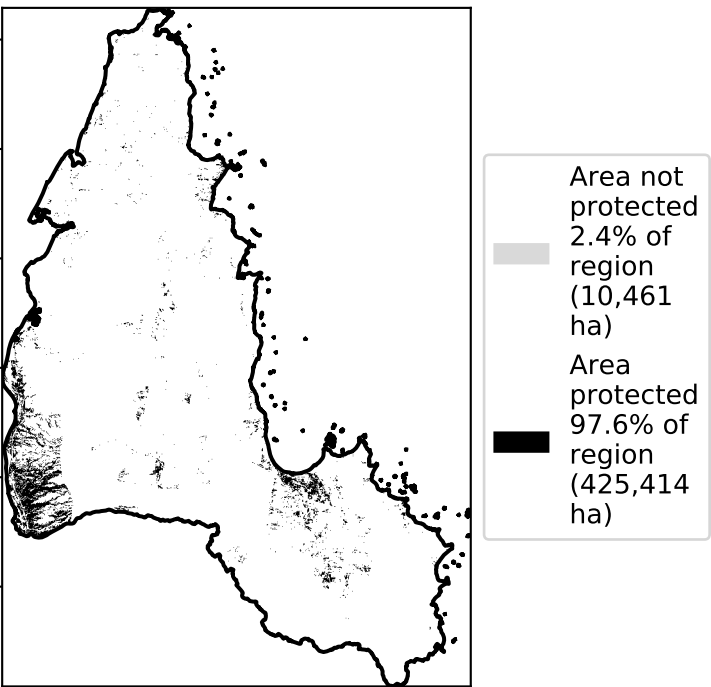 Area not
protected
2.4% of
region
(10,461
ha)
Area
protected
97.6% of
region
(425,414
ha)